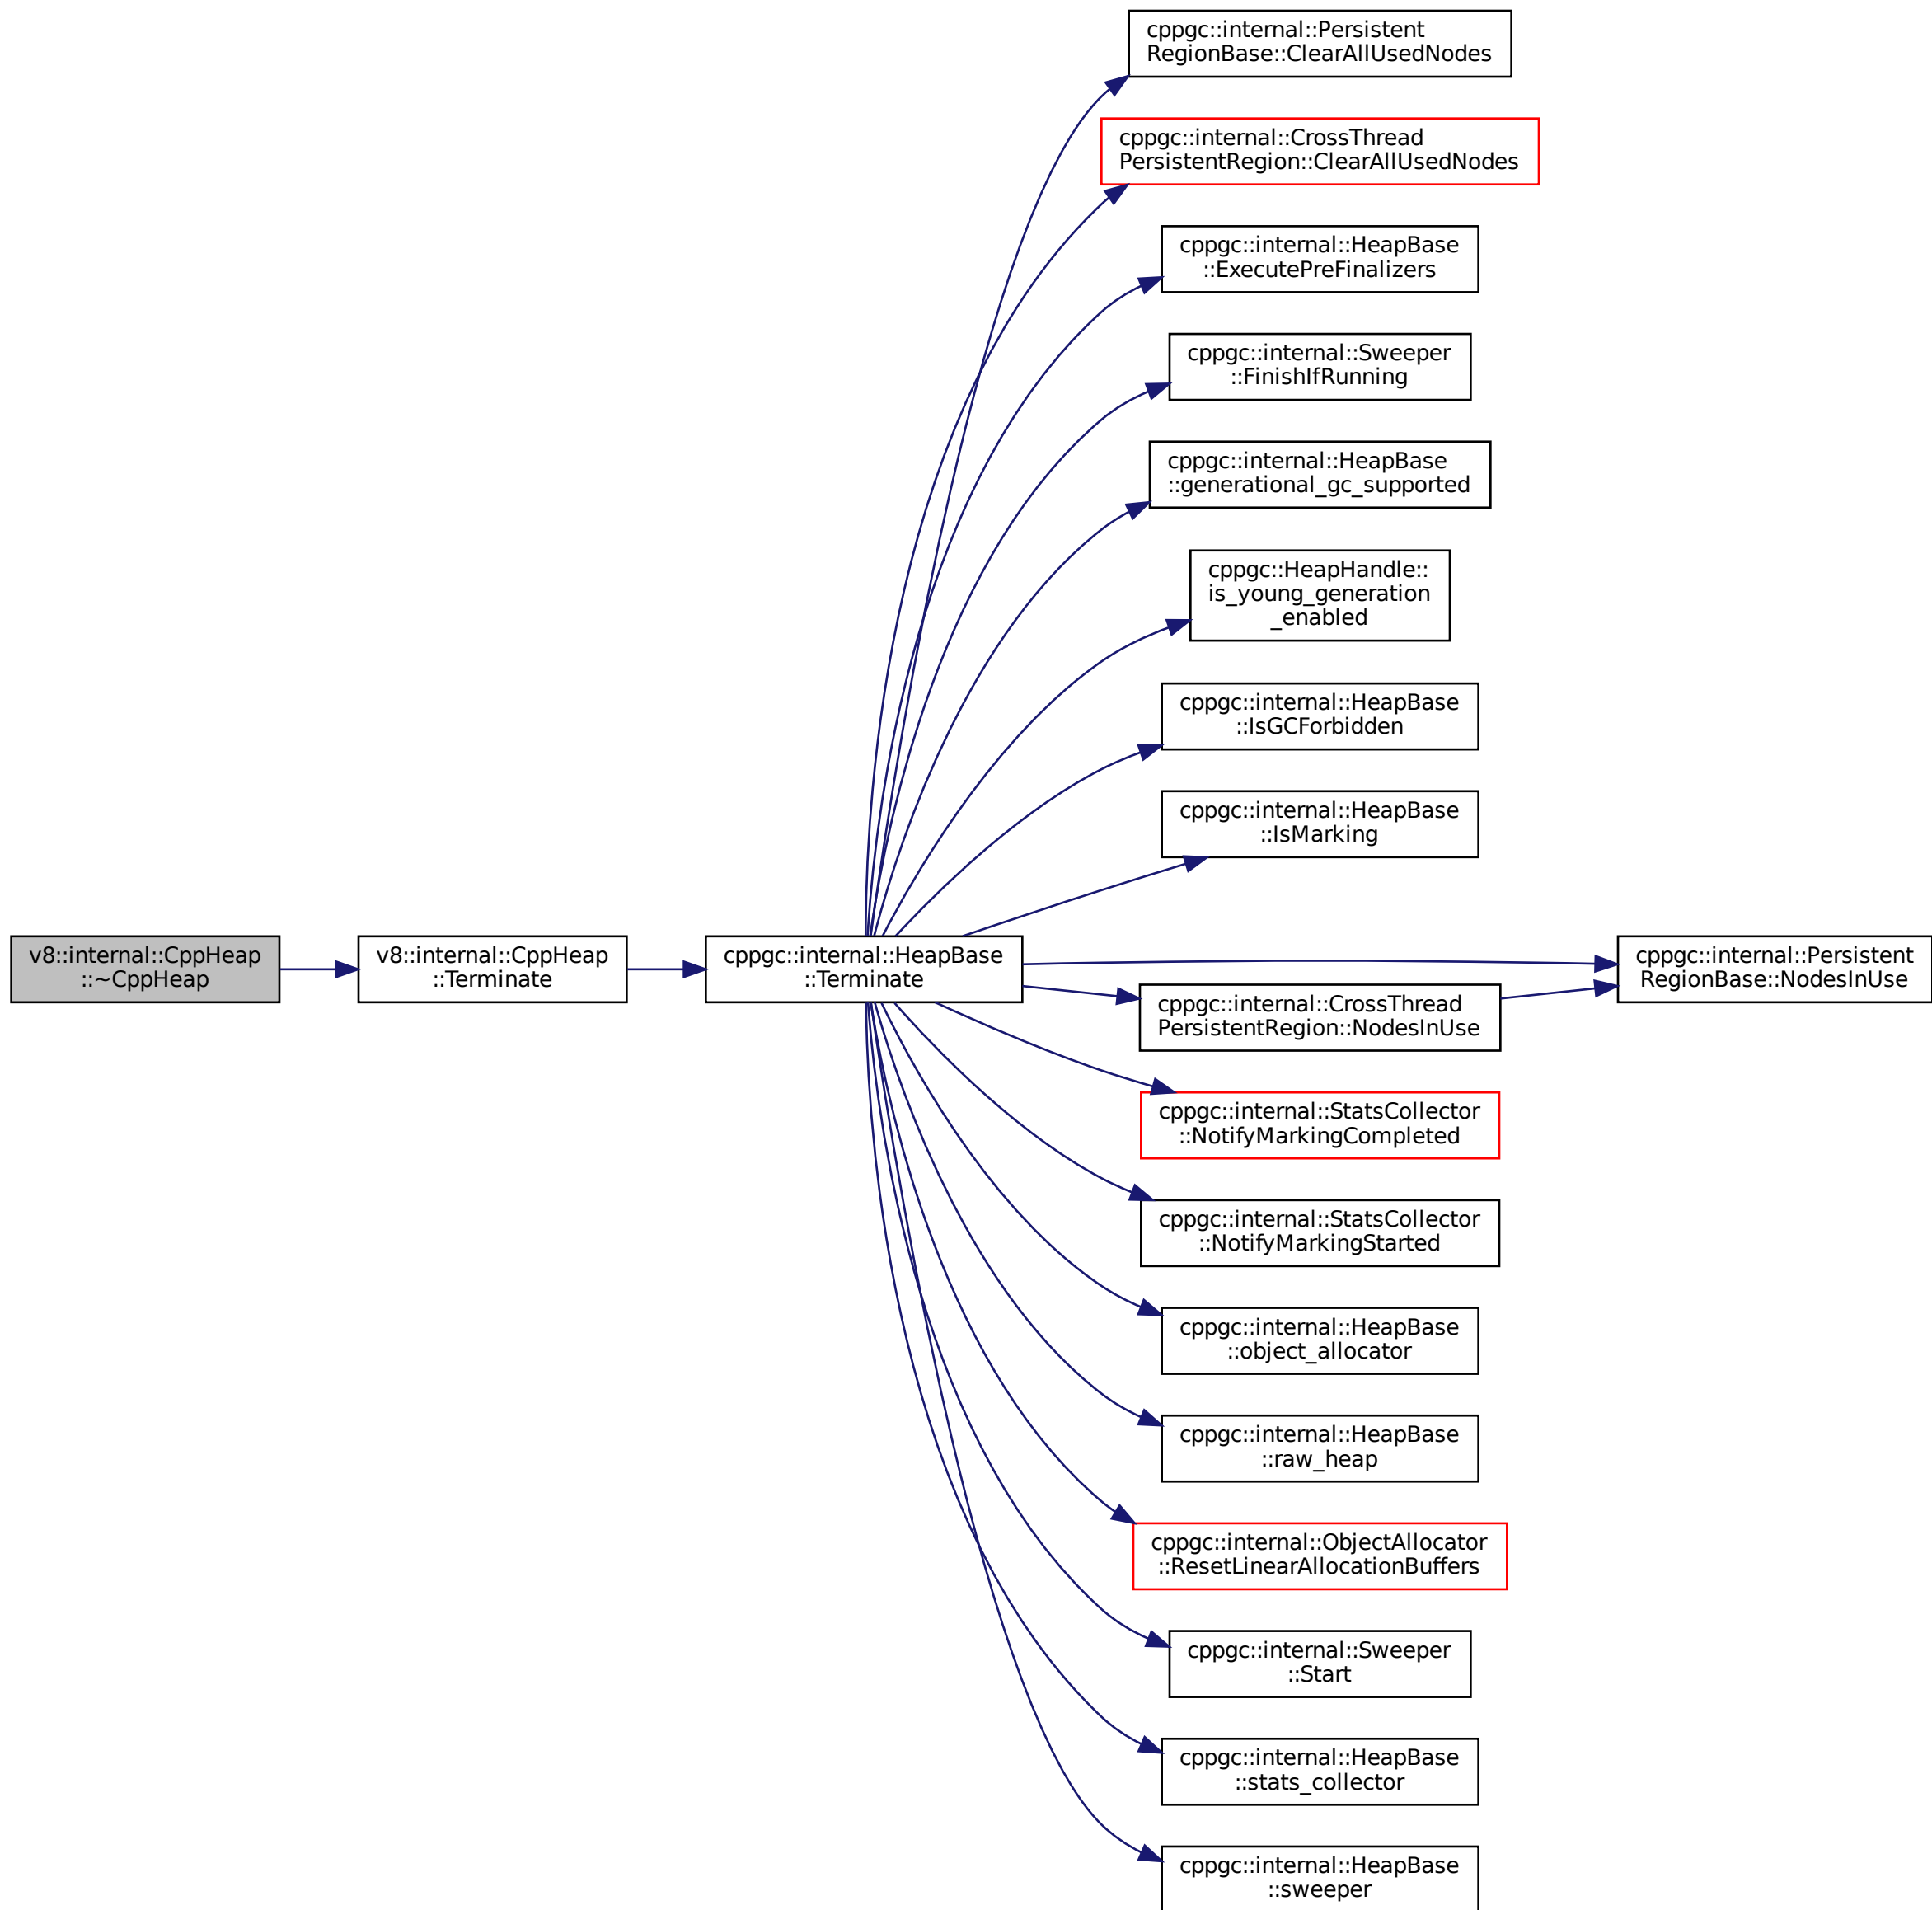 cppgc::internal::Persistent
RegionBase::ClearAllUsedNodes
cppgc::internal::CrossThread
PersistentRegion::ClearAllUsedNodes
cppgc::internal::HeapBase
::ExecutePreFinalizers
cppgc::internal::Sweeper
::FinishIfRunning
cppgc::internal::HeapBase
::generational_gc_supported
cppgc::HeapHandle::
is_young_generation
_enabled
cppgc::internal::HeapBase
::IsGCForbidden
cppgc::internal::HeapBase
::IsMarking
v8::internal::CppHeap
::~CppHeap
v8::internal::CppHeap
::Terminate
cppgc::internal::HeapBase
::Terminate
cppgc::internal::Persistent
RegionBase::NodesInUse
cppgc::internal::CrossThread
PersistentRegion::NodesInUse
cppgc::internal::StatsCollector
::NotifyMarkingCompleted
cppgc::internal::StatsCollector
::NotifyMarkingStarted
cppgc::internal::HeapBase
::object_allocator
cppgc::internal::HeapBase
::raw_heap
cppgc::internal::ObjectAllocator
::ResetLinearAllocationBuffers
cppgc::internal::Sweeper
::Start
cppgc::internal::HeapBase
::stats_collector
cppgc::internal::HeapBase
::sweeper